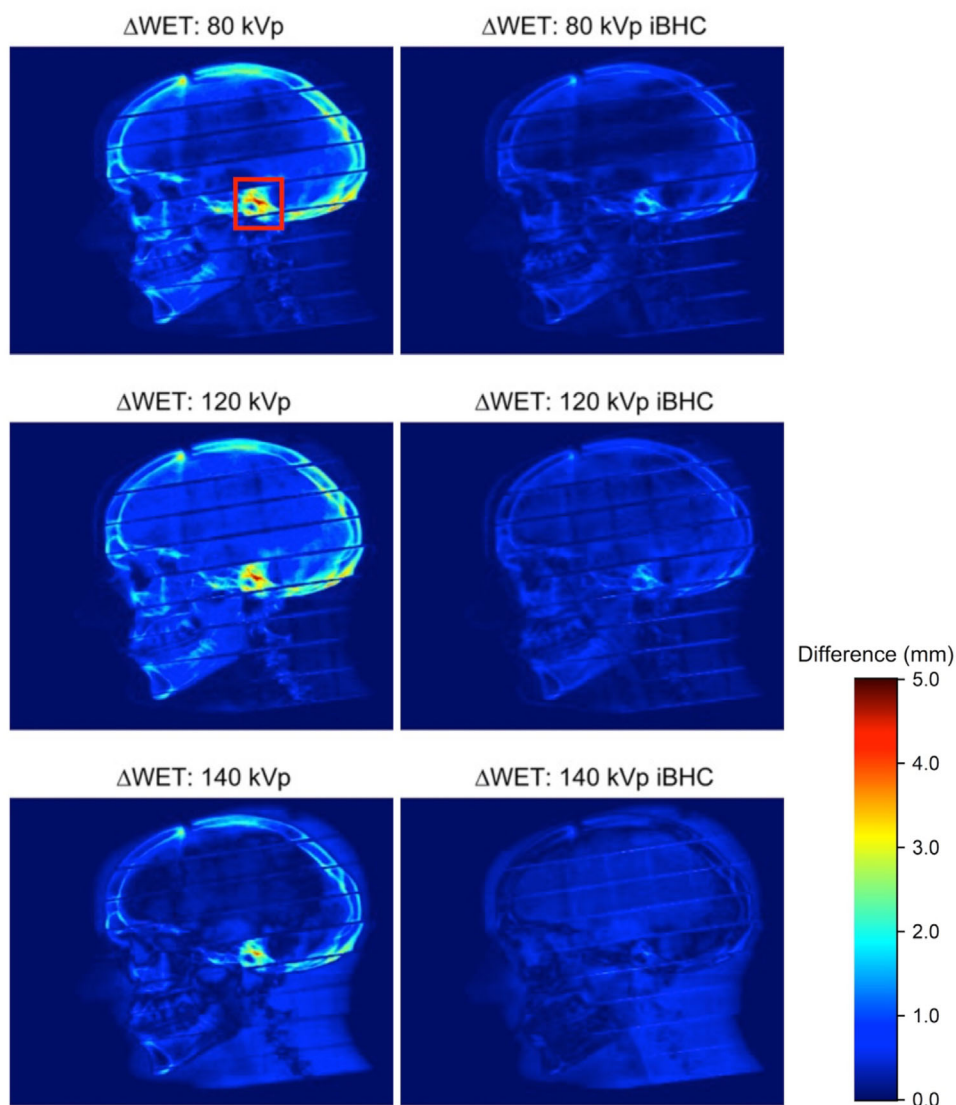 ΔWET: 80 kVp
ΔWET: 80 kVp iBHC
ΔWET: 120 kVp
ΔWET: 120 kVp iBHC
Difference (mm)
5.0
4.0
3.0
2.0
1.0
0.0
ΔWET: 140 kVp
ΔWET: 140 kVp iBHC